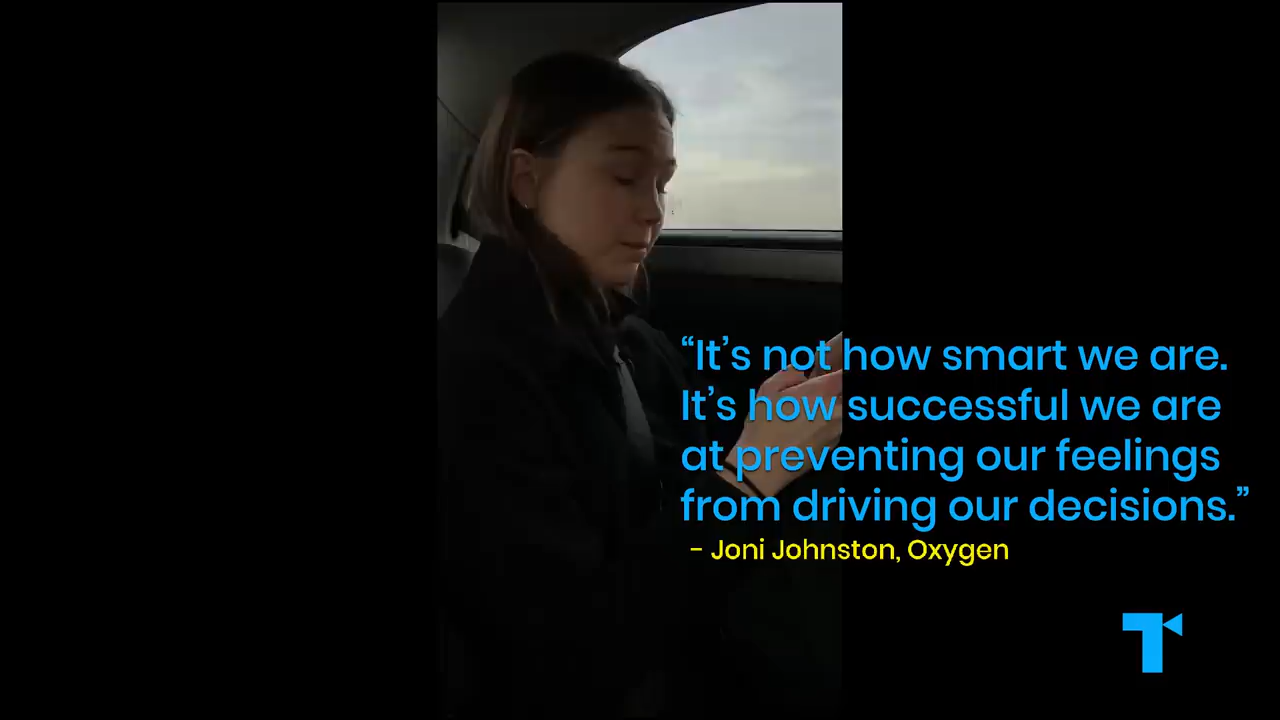 “It’s not how smart we are.
It’s how successful we are
at preventing our feelings
from driving our decisions.”
– Joni Johnston, Oxygen